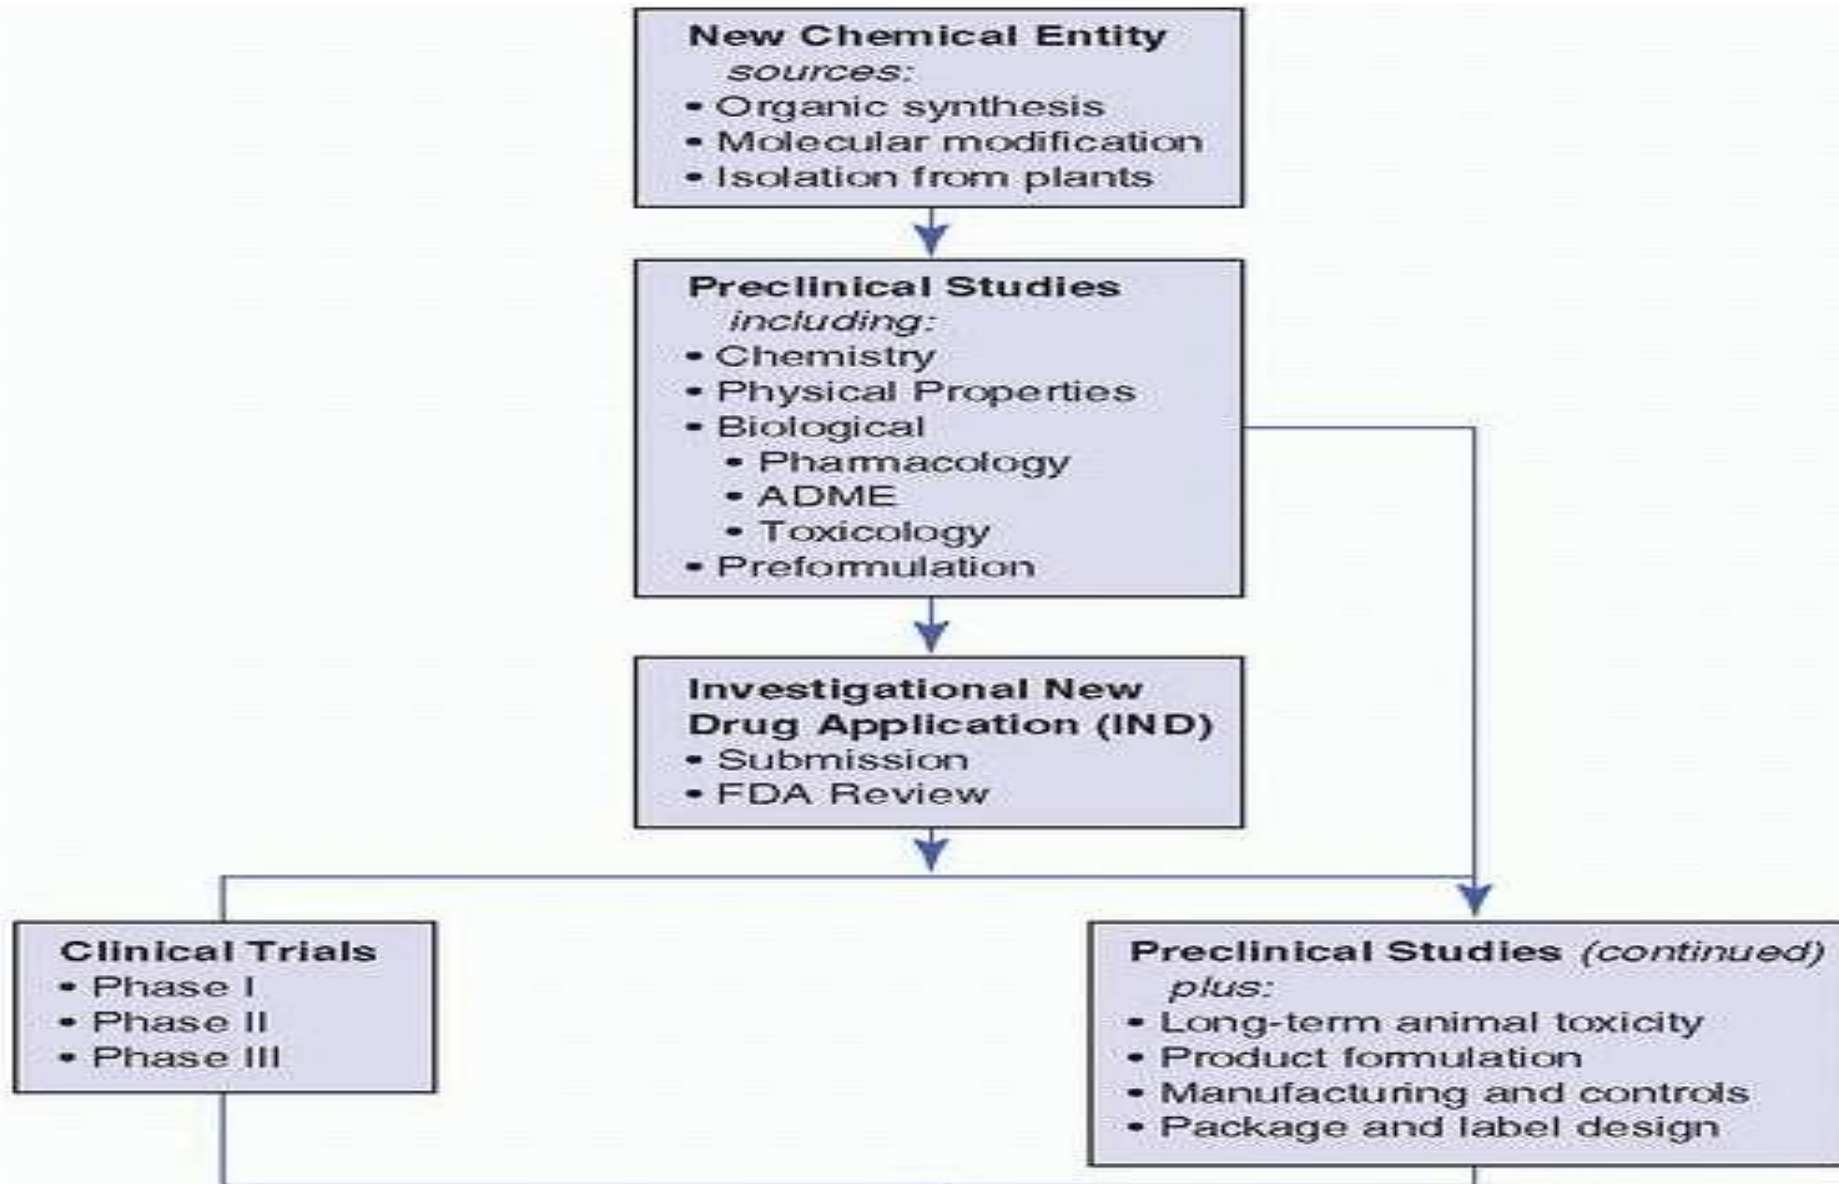 New Chemical Entity
sources:
• Organic synthesis
• Molecular modification
• Isolation from plants
Preclinical Studies
including:
• Chemistry
• Physical Properties
• Biological
• Pharmacology
• ADME
• Toxicology
• Preformulation
Investigational New
Drug Application (IND)
• Submission
• FDA Review
Clinical Trials
• Phase I
• Phase II
• Phase III
Preclinical Studies (continued)
plus:
• Long-term animal toxicity
• Product formulation
• Manufacturing and controls
• Package and label design